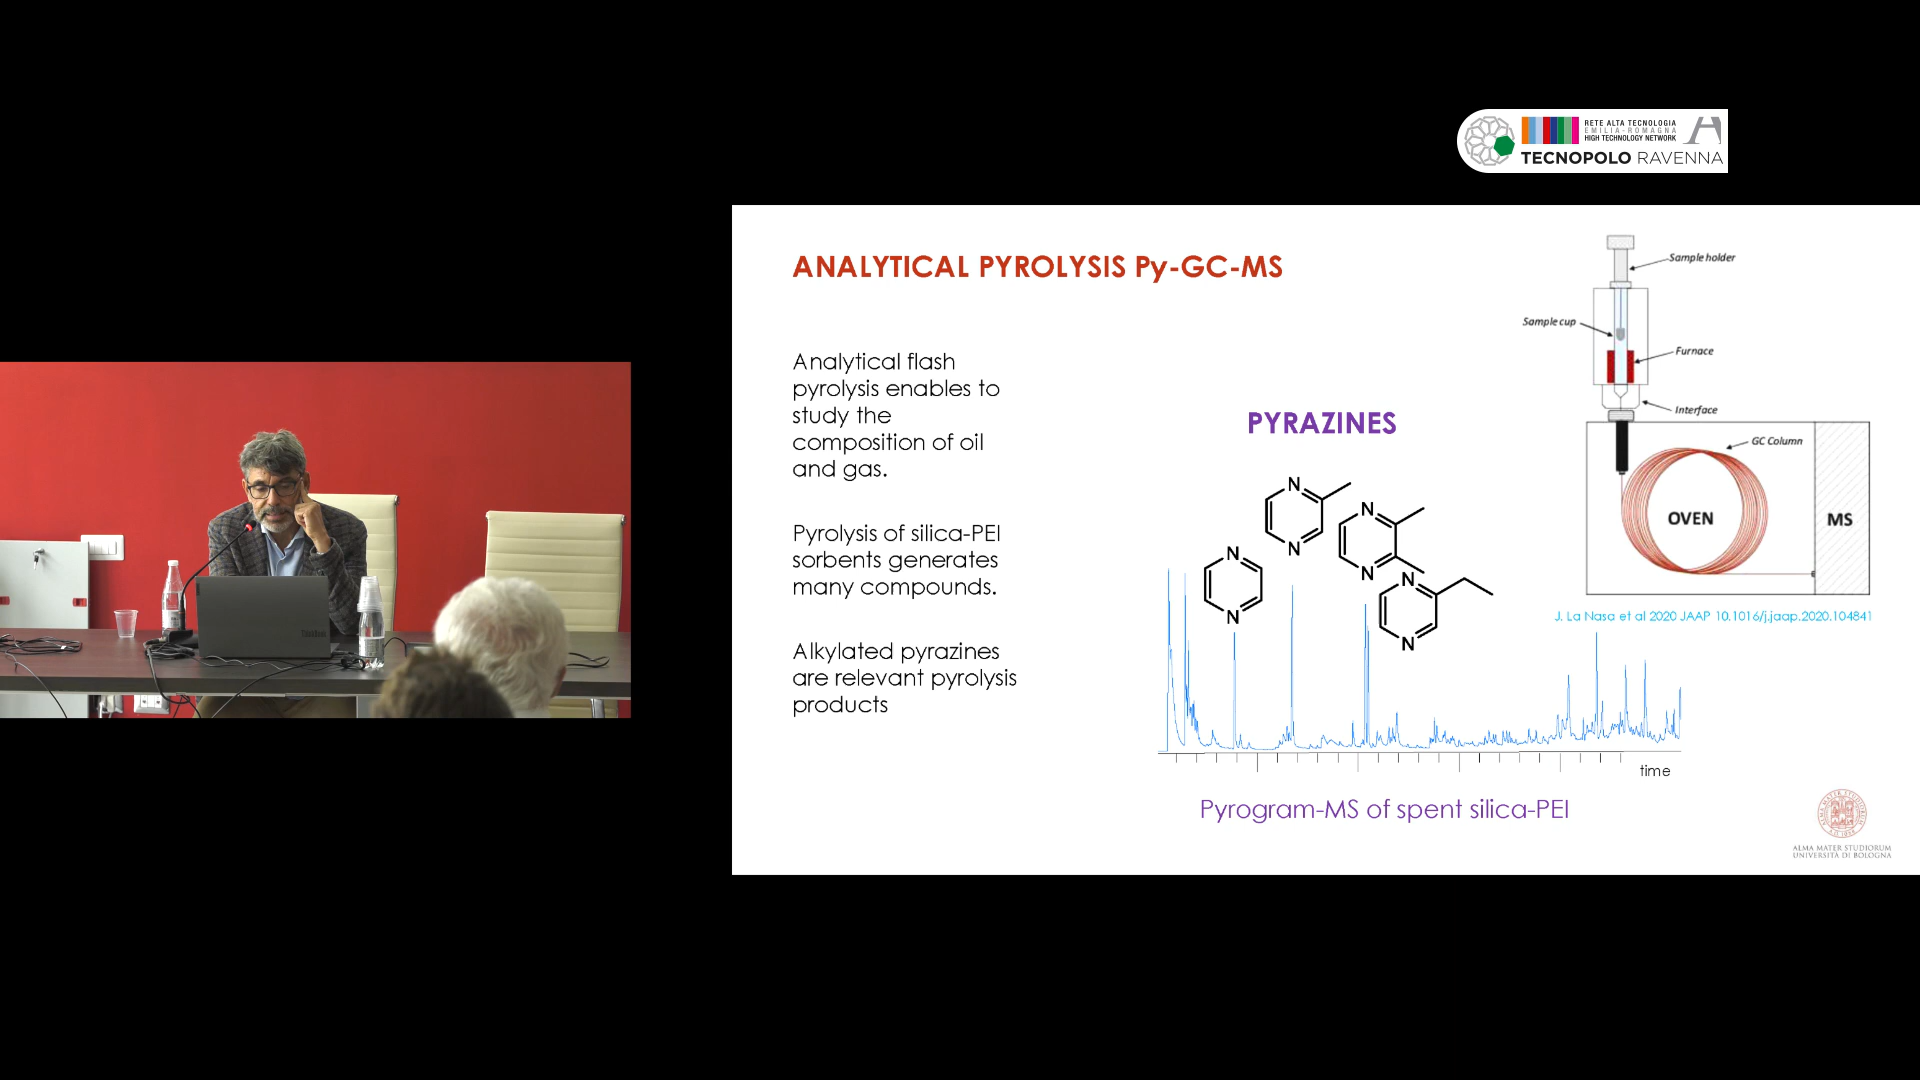 RETE ALTA TECNOLOGIA
EMILIA-ROMAGNA
HIGH TECHNOLOGY NETWORK
TECNOPOLO RAVENNA
ANALYTICAL PYROLYSIS Py-GC-MS
Analytical flash
pyrolysis enables to
study the
composition of oil
and gas.
Pyrolysis of silica-PEI
sorbents generates
many compounds.
Alkylated pyrazines
are relevant pyrolysis
products
PYRAZINES
N
N
N
N
N
N
N
N
time
Pyrogram-MS of spent silica-PEI
Sample holder
Sample cup
Furnace
Interface
GC Column
OVEN
MS
J. La Nasa et al 2020 JAAP 10.1016/j.jaap.2020.104841
ALMA MATER STUDIORUM
UNIVERSITÀ DI BOLOGNA